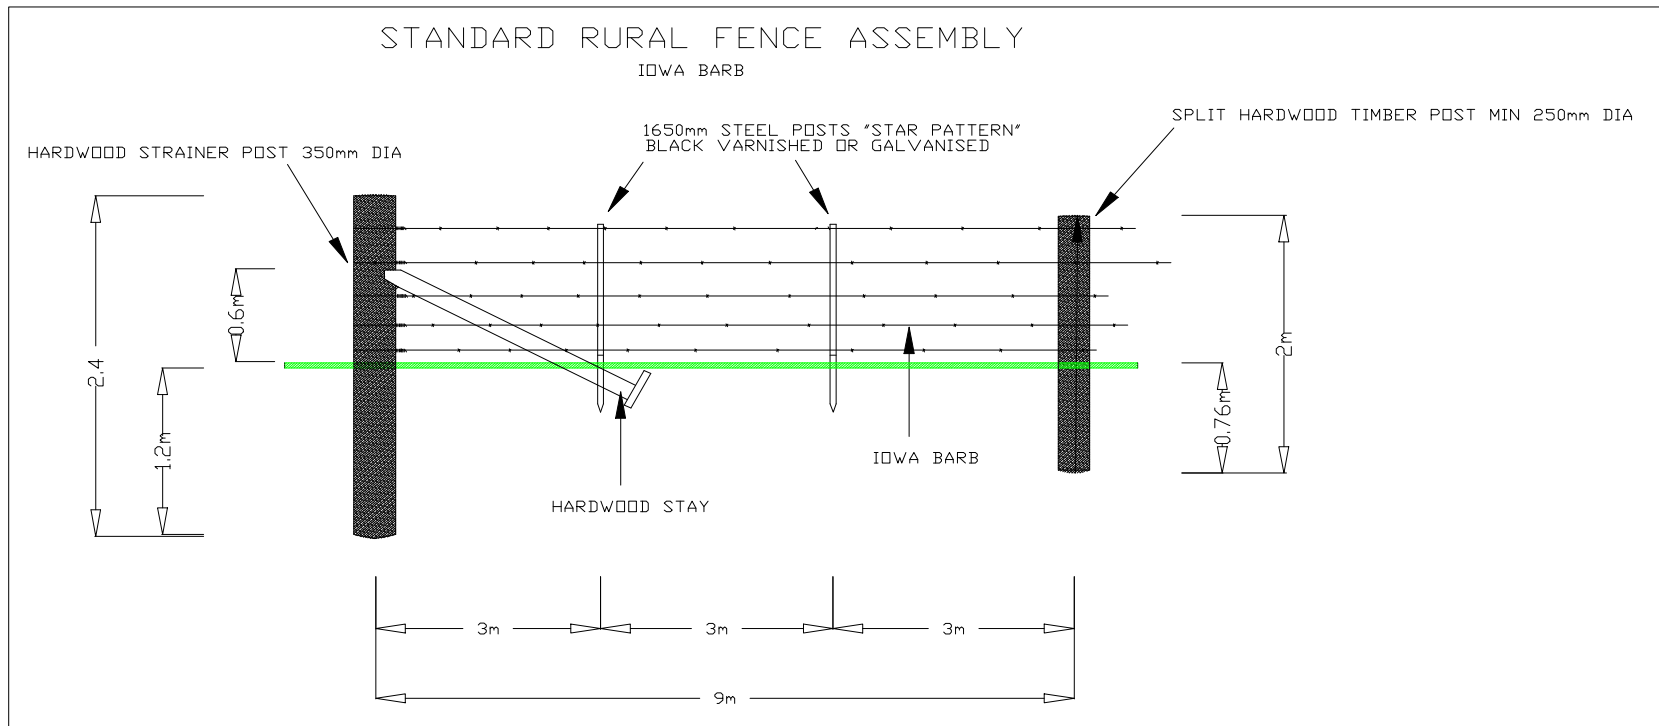 STANDARD RURAL FENCE ASSEMBLY
IOWA BARB
SPLIT HARDWOOD TIMBER POST MIN 250mm DIA
1650mm STEEL POSTS "STAR PATTERN"
BLACK VARNISHED OR GALVANISED
HARDWOOD STRAINER POST 350mm DIA
0.6m
2m
2.4
0.76m
1.2m
IOWA BARB
HARDWOOD STAY
3m
3m
3m
9m